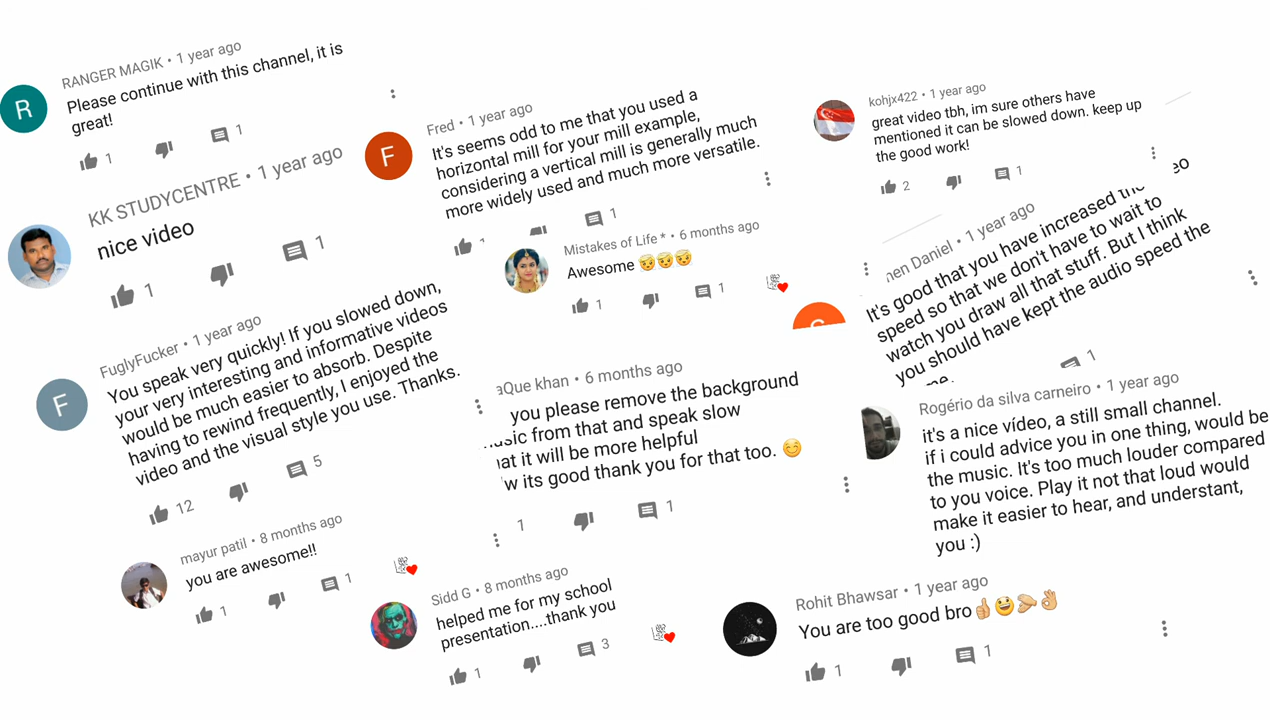 RANGER MAGIK • 1 year ago
Please continue with this channel, it is
great!
1
1
KK STUDYCENTRE • 1 year ago
nice video
1
1
FuglyFucker • 1 year ago
You speak very quickly! If you slowed down,
your very interesting and informative videos
would be much easier to absorb. Despite
having to rewind frequently, I enjoyed the
video and the visual style you use. Thanks.
12
5
mayur patil • 8 months ago
you are awesome!!
1
1
Fred • 1 year ago
It's seems odd to me that you used a
horizontal mill for your mill example,
considering a vertical mill is generally much
more widely used and much more versatile.
1
Mistakes of Life * • 6 months ago
Awesome 😇😇😇
1
1
aQue khan • 6 months ago
you please remove the background
usic from that and speak slow
at it will be more helpful
w its good thank you for that too. 😊
1
1
Sidd G • 8 months ago
helped me for my school
presentation....thank you
1
3
kohjx422 • 1 year ago
great video tbh, im sure others have
mentioned it can be slowed down. keep up
the good work!
2
1
hen Daniel • 1 year ago
It's good that you have increased the eo
speed so that we don't have to wait to
watch you draw all that stuff. But I think
you should have kept the audio speed the
me.
1
Rogério da silva carneiro • 1 year ago
it's a nice vídeo, a still small channel.
if i could advice you in one thing, would be
the music. It's too much louder compared
to you voice. Play it not that loud would
make it easier to hear, and understant,
you :)
Rohit Bhawsar • 1 year ago
You are too good bro👍😃👏👌
1
1
R
F
F